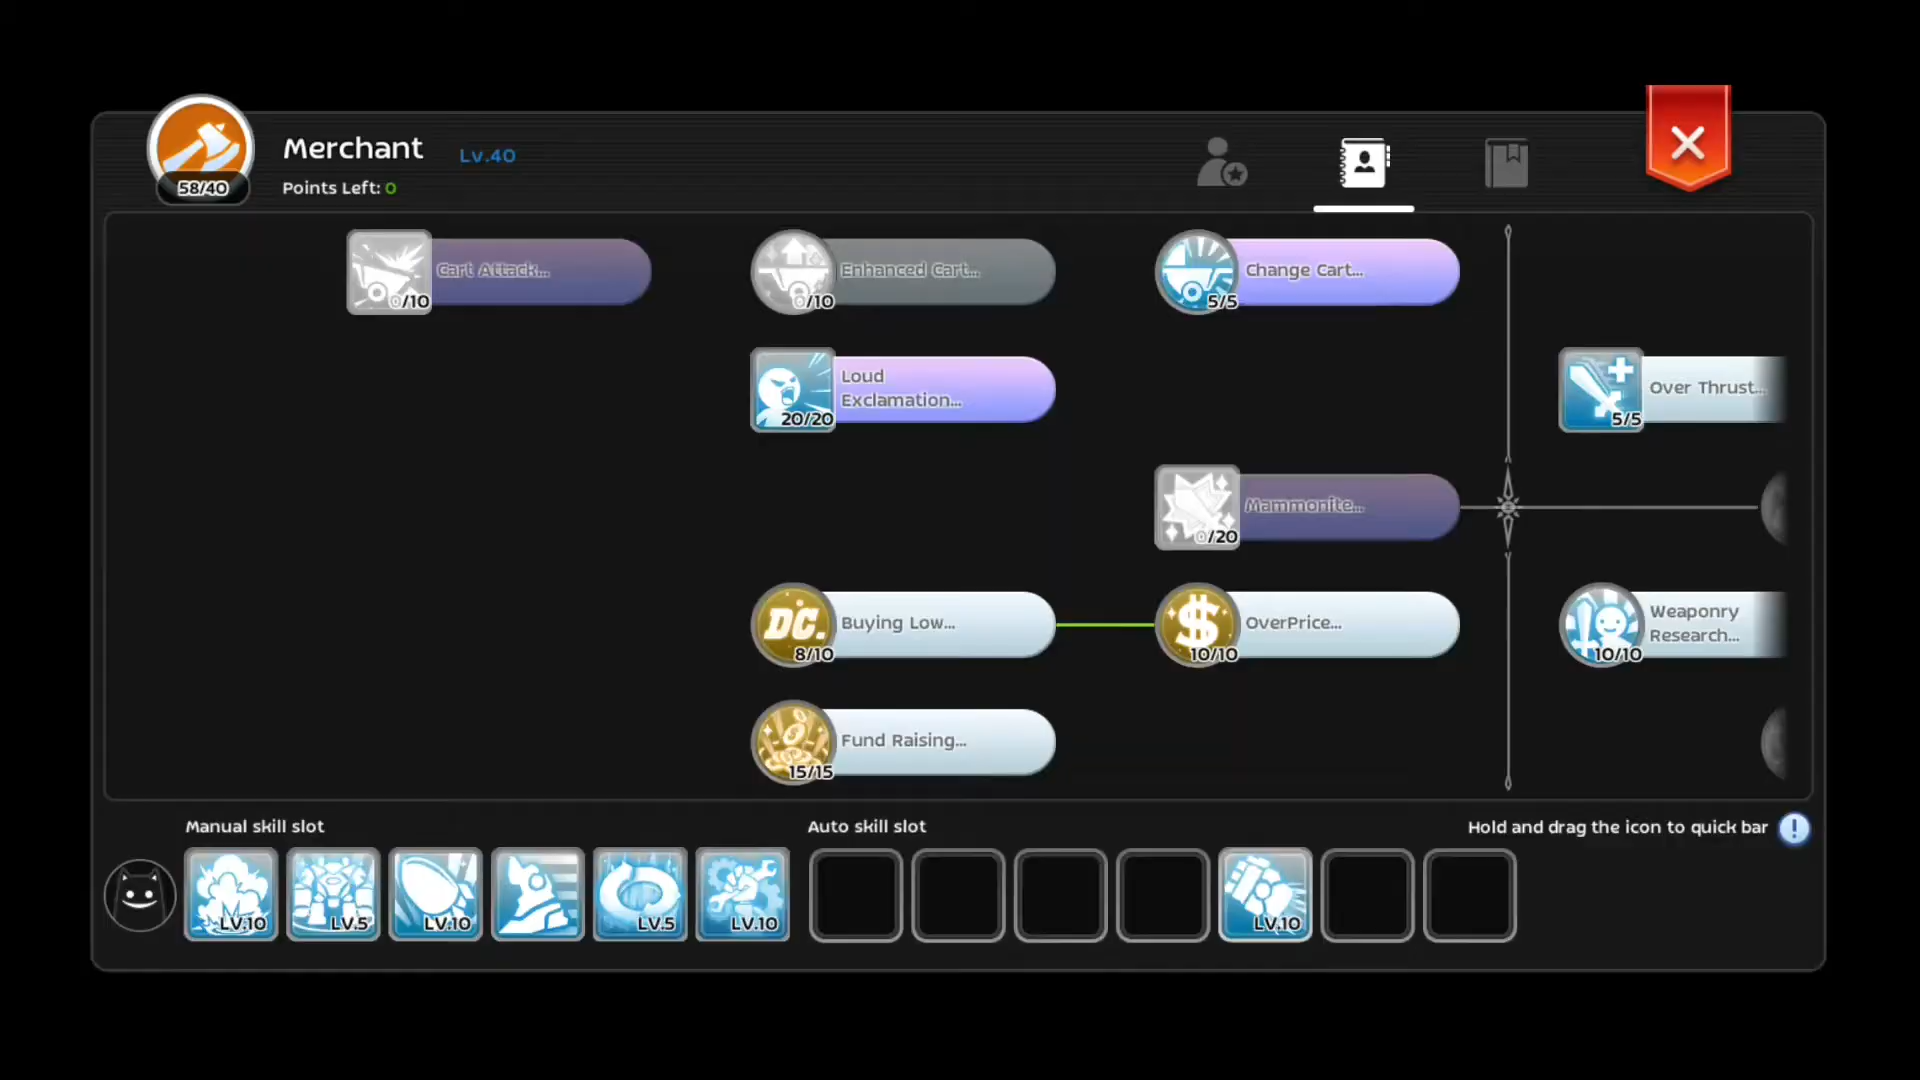 Merchant
Lv.40
58/40
Points Left: 0
Cart Attack...
0/10
Enhanced Cart...
0/10
Change Cart...
5/5
Loud
Exclamation...
20/20
Over Thrust...
5/5
Mammonite...
0/20
DC.
Buying Low...
8/10
$
OverPrice...
10/10
Weaponry
Research...
10/10
Fund Raising...
15/15
Manual skill slot
Auto skill slot
Hold and drag the icon to quick bar
!
LV.10
LV.5
LV.10
LV.5
LV.10
LV.10